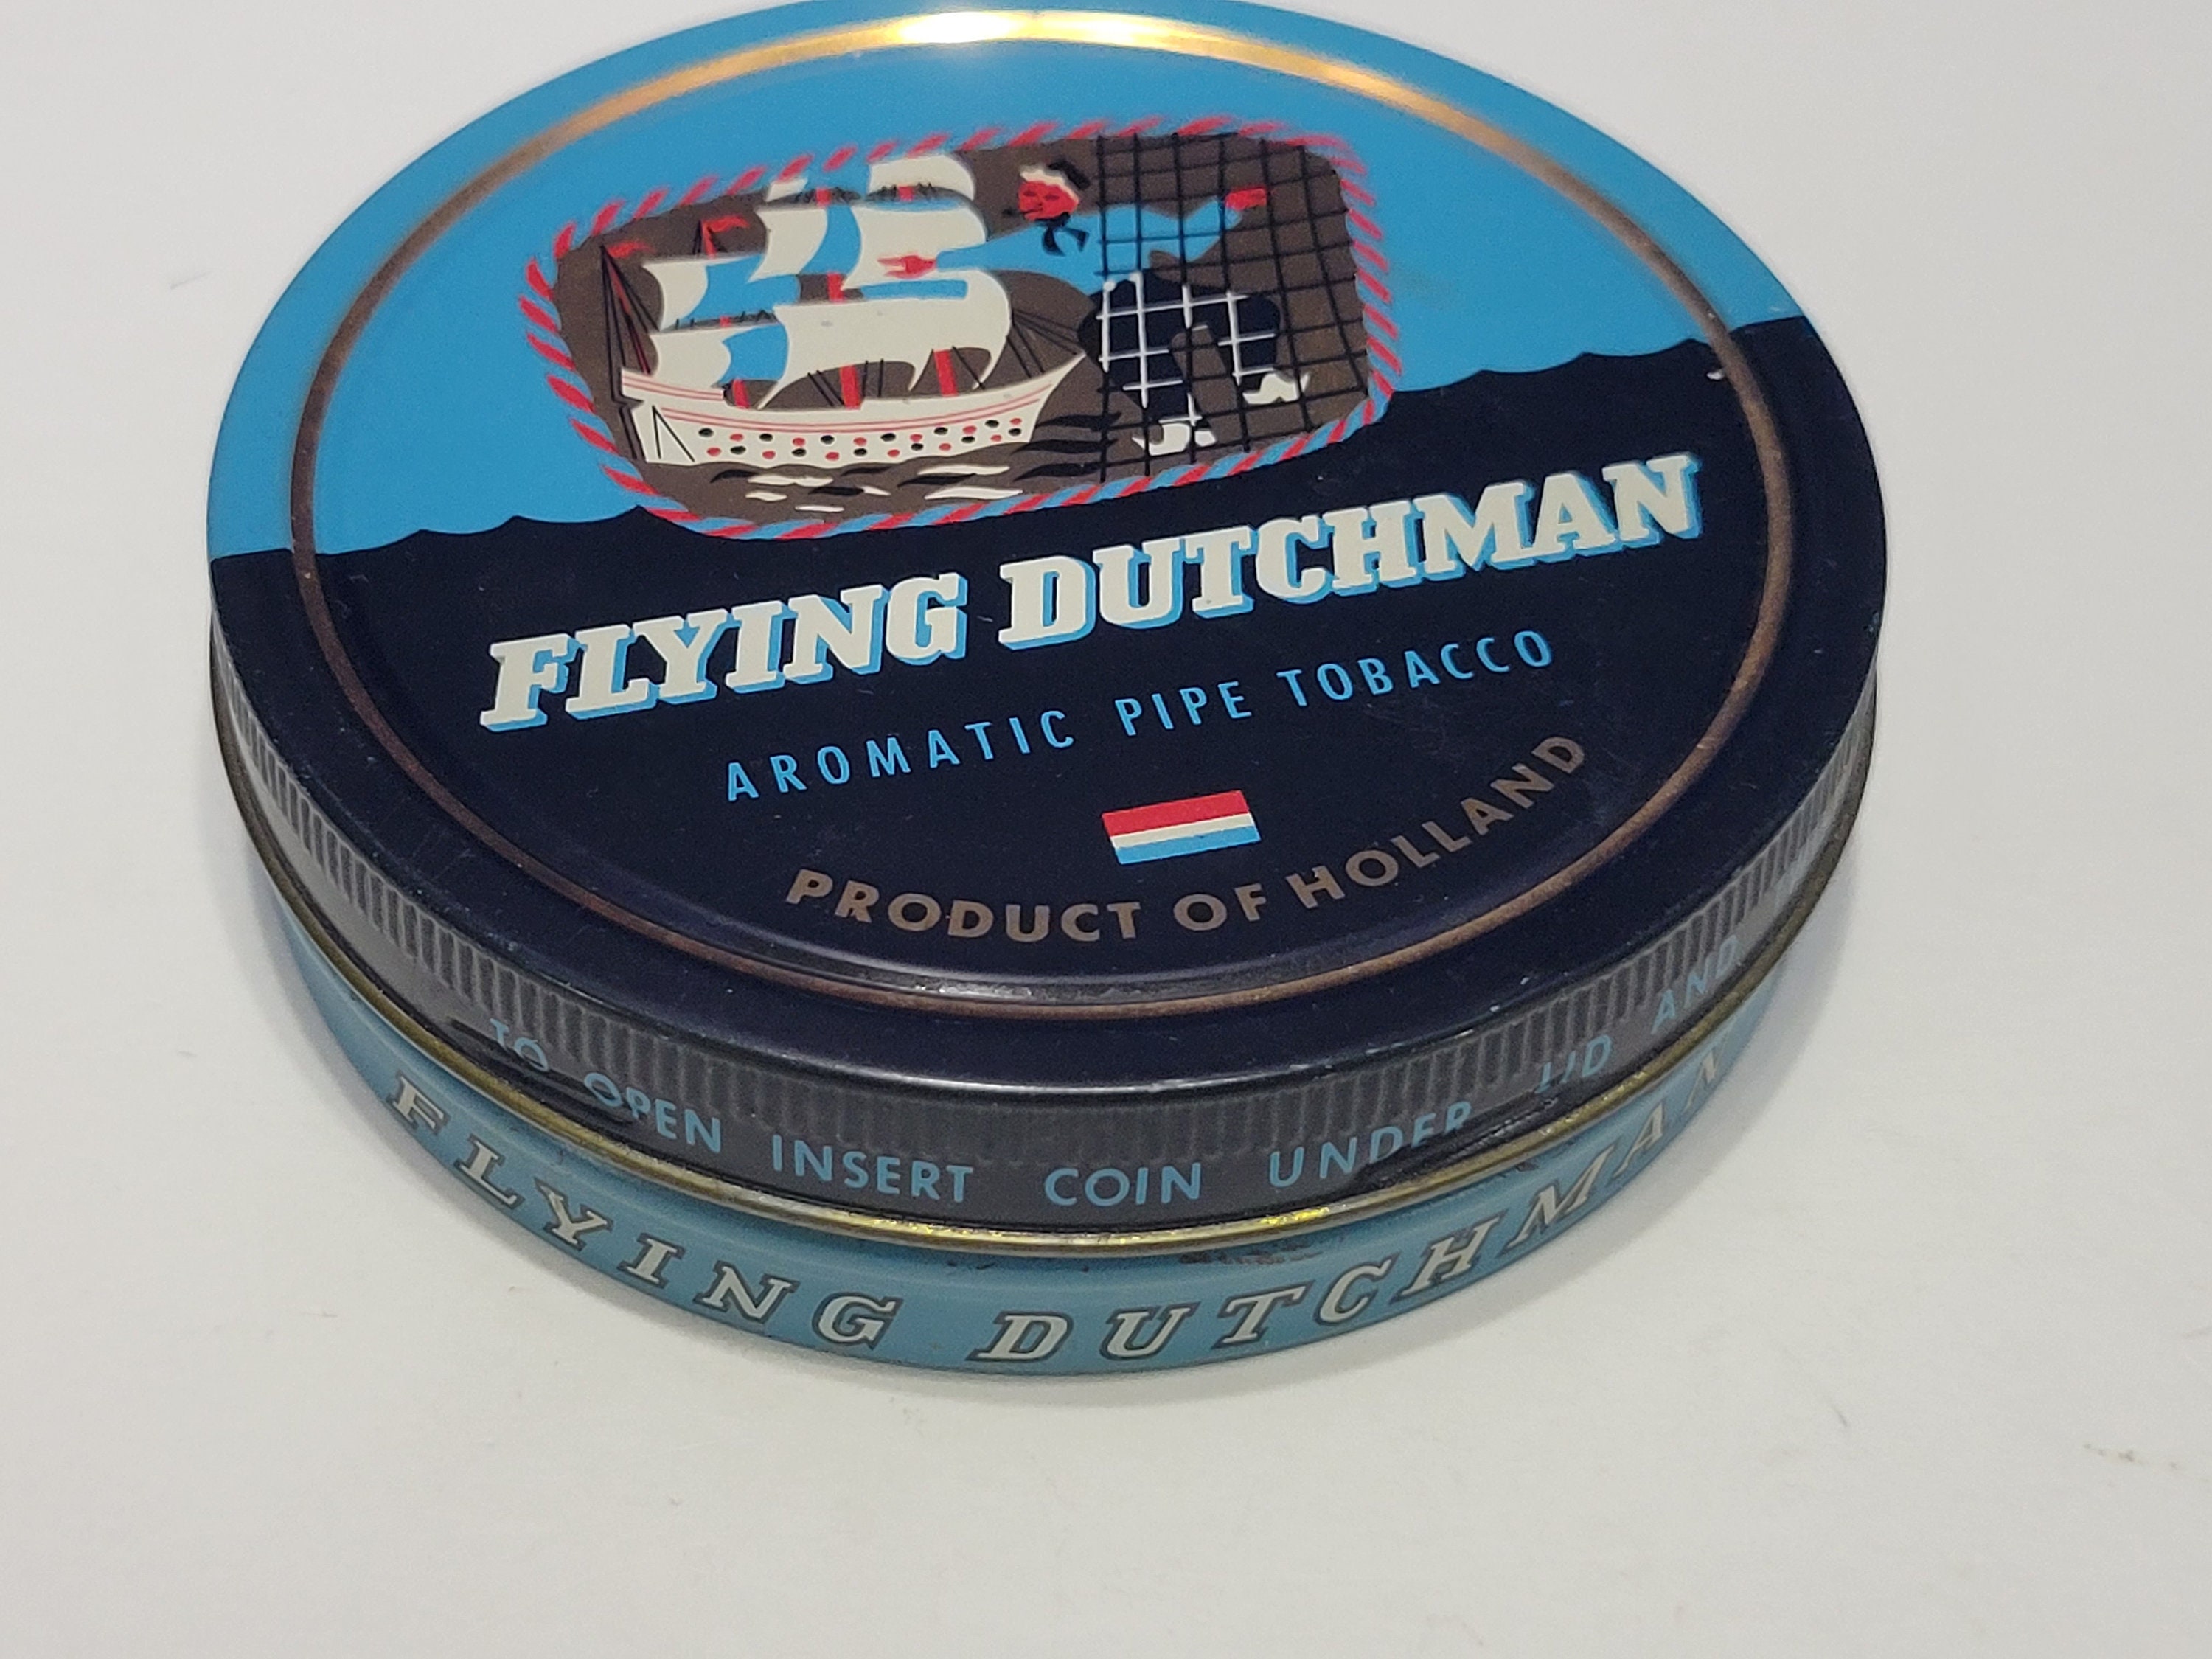 FLYING DUTCHMAN
AROMATIC PIPE TOBACCO
PRODUCT OF HOLLAND
TO OPEN INSERT COIN UNDER LID AND
FLYING DUTCHMAN